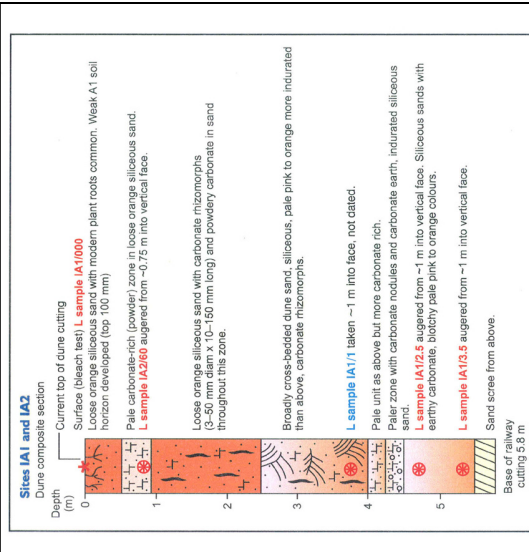 Sites IA1 and IA2
Dune composite section
Depth
(m)
Current top of dune cutting
Surface (bleach test) L sample IA1/000
0
Loose orange siliceous sand with modern plant roots common. Weak A1 soil
horizon developed (top 100 mm)
Pale carbonate-rich (powder) zone in loose orange siliceous sand.
L sample IA2/60 augered from ~0.75 m into vertical face.
1
Loose orange siliceous sand with carbonate rhizomorphs
(3–50 mm diam x 10–150 mm long) and powdery carbonate in sand
throughout this zone.
2
Broadly cross-bedded dune sand, siliceous, pale pink to orange more indurated
than above, carbonate rhizomorphs.
3
L sample IA1/1 taken ~1 m into face, not dated.
4
Pale unit as above but more carbonate rich.
Paler zone with carbonate nodules and carbonate earth, indurated siliceous
sand.
L sample IA1/2.5 augered from ~1 m into vertical face. Siliceous sands with
earthy carbonate, blotchy pale pink to orange colours.
5
L sample IA1/3.5 augered from ~1 m into vertical face.
Sand scree from above.
Base of railway
cutting 5.8 m